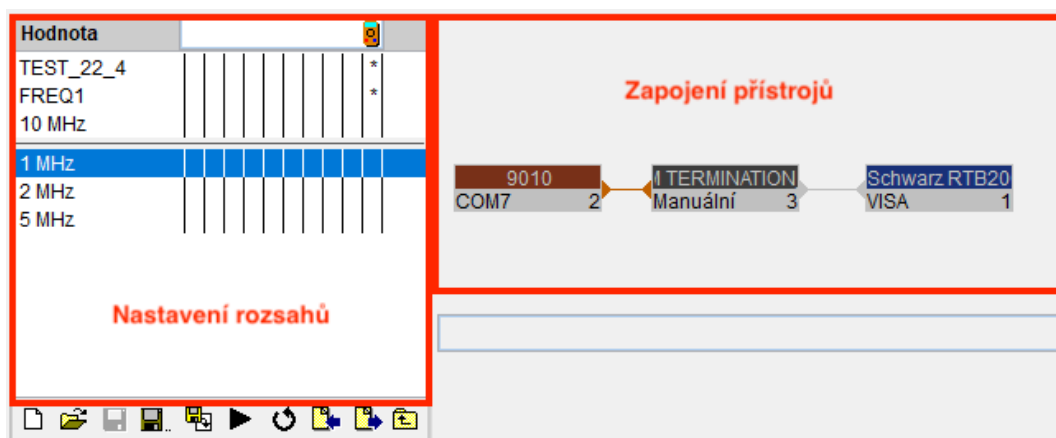 Hodnota
TEST_22_4 *
FREQ1 *
10 MHz
1 MHz
2 MHz
5 MHz
Nastavení rozsahů
Zapojení přístrojů
9010 M TERMINATION Schwarz RTB20
COM7 2 Manuální 3 VISA 1